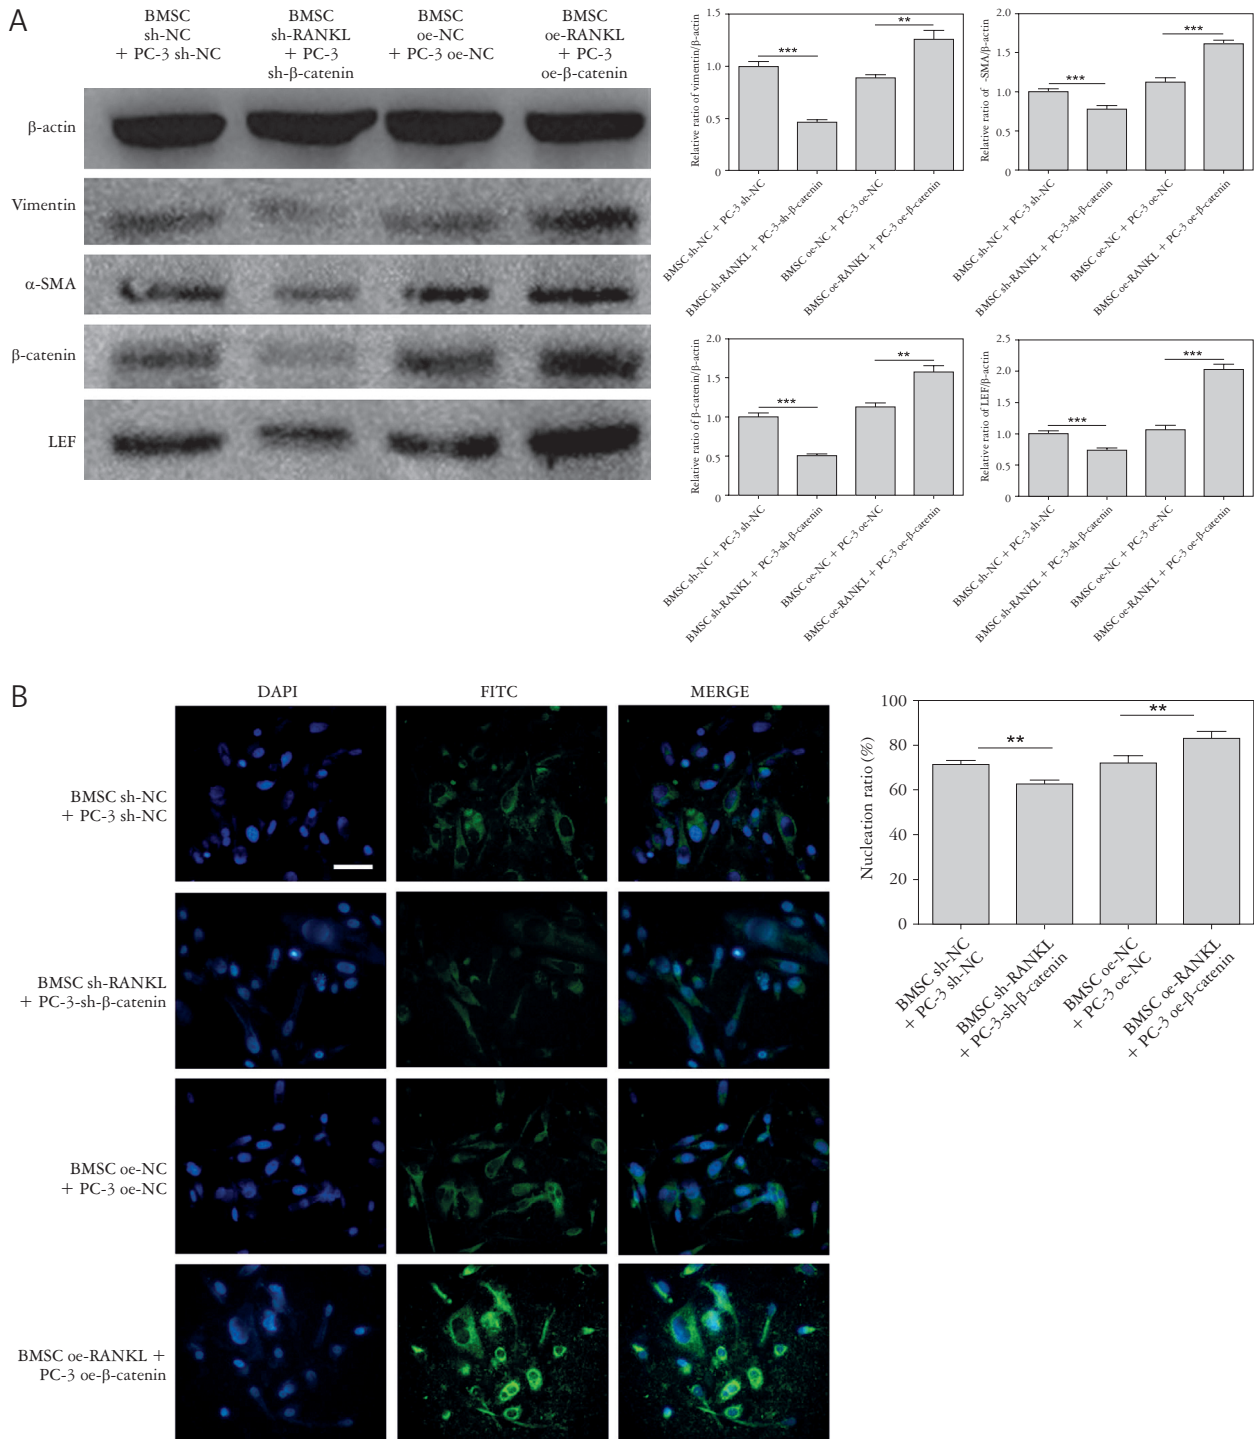 A
BMSC
sh-NC
+ PC-3 sh-NC
BMSC
sh-RANKL
+ PC-3
sh-β-catenin
BMSC
oe-NC
+ PC-3 oe-NC
BMSC
oe-RANKL
+ PC-3
oe-β-catenin
β-actin
Vimentin
α-SMA
β-catenin
LEF
Relative ratio of vimentin/β-actin
1.5
1.0
0.5
0
***
**
BMSC sh-NC + PC-3 sh-NC
BMSC sh-RANKL + PC-3-sh-β-catenin
BMSC oe-NC + PC-3 oe-NC
BMSC oe-RANKL + PC-3 oe-β-catenin
Relative ratio of -SMA/β-actin
2.0
1.5
1.0
0.5
0
***
***
BMSC sh-NC + PC-3 sh-NC
BMSC sh-RANKL + PC-3-sh-β-catenin
BMSC oe-NC + PC-3 oe-NC
BMSC oe-RANKL + PC-3 oe-β-catenin
Relative ratio of β-catenin/β-actin
2.0
1.5
1.0
0.5
0
***
**
BMSC sh-NC + PC-3 sh-NC
BMSC sh-RANKL + PC-3-sh-β-catenin
BMSC oe-NC + PC-3 oe-NC
BMSC oe-RANKL + PC-3 oe-β-catenin
Relative ratio of LEF/β-actin
2.5
2.0
1.5
1.0
0.5
0
***
***
BMSC sh-NC + PC-3 sh-NC
BMSC sh-RANKL + PC-3-sh-β-catenin
BMSC oe-NC + PC-3 oe-NC
BMSC oe-RANKL + PC-3 oe-β-catenin
B
DAPI
FITC
MERGE
BMSC sh-NC
+ PC-3 sh-NC
BMSC sh-RANKL
+ PC-3-sh-β-catenin
BMSC oe-NC
+ PC-3 oe-NC
BMSC oe-RANKL +
PC-3 oe-β-catenin
Nucleation ratio (%)
100
80
60
40
20
0
**
**
BMSC sh-NC
+ PC-3 sh-NC
BMSC sh-RANKL
+ PC-3-sh-β-catenin
BMSC oe-NC
+ PC-3 oe-NC
BMSC oe-RANKL
+ PC-3 oe-β-catenin